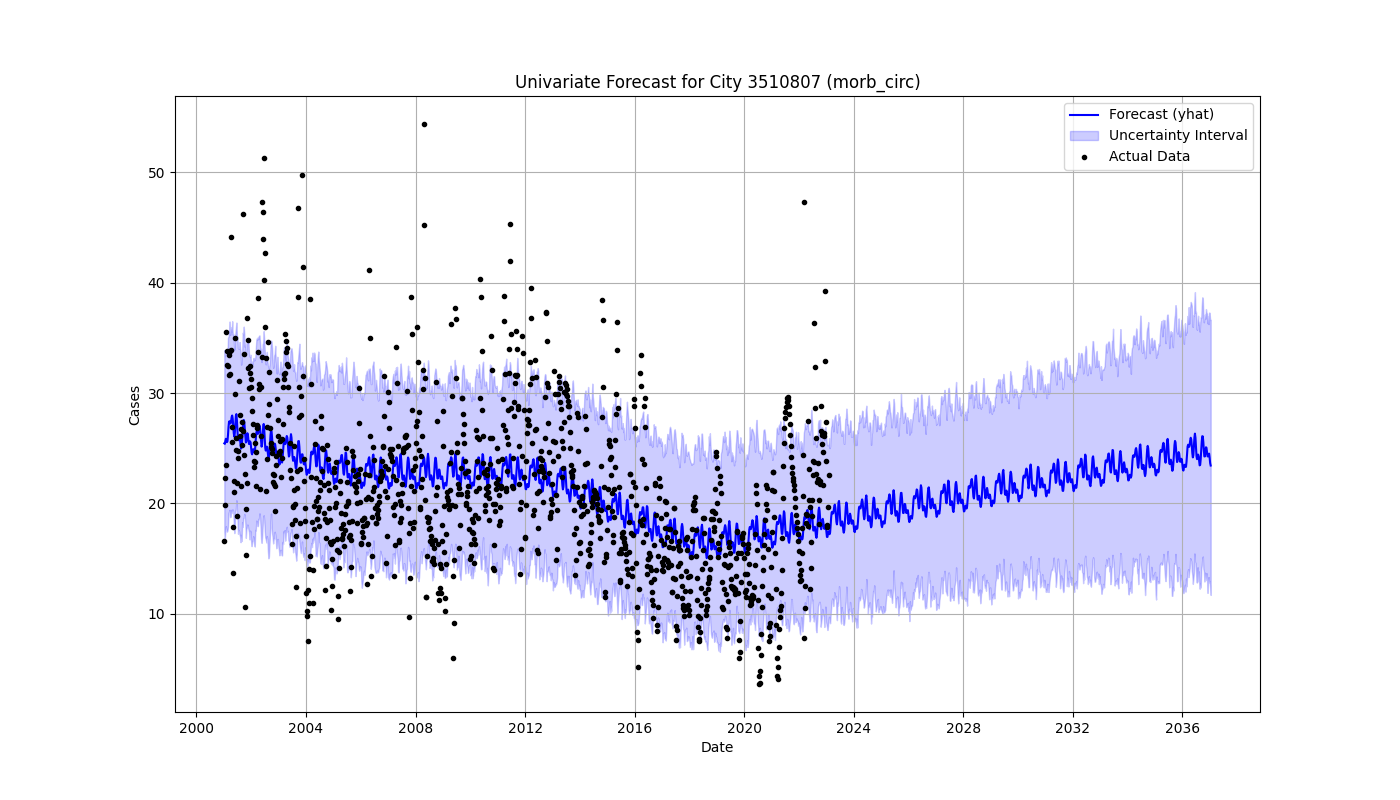 Univariate Forecast for City 3510807 (morb_circ)
Forecast (yhat)
Uncertainty Interval
Actual Data
50
40
30
20
10
Cases
2000 2004 2008 2012 2016 2020 2024 2028 2032 2036
Date